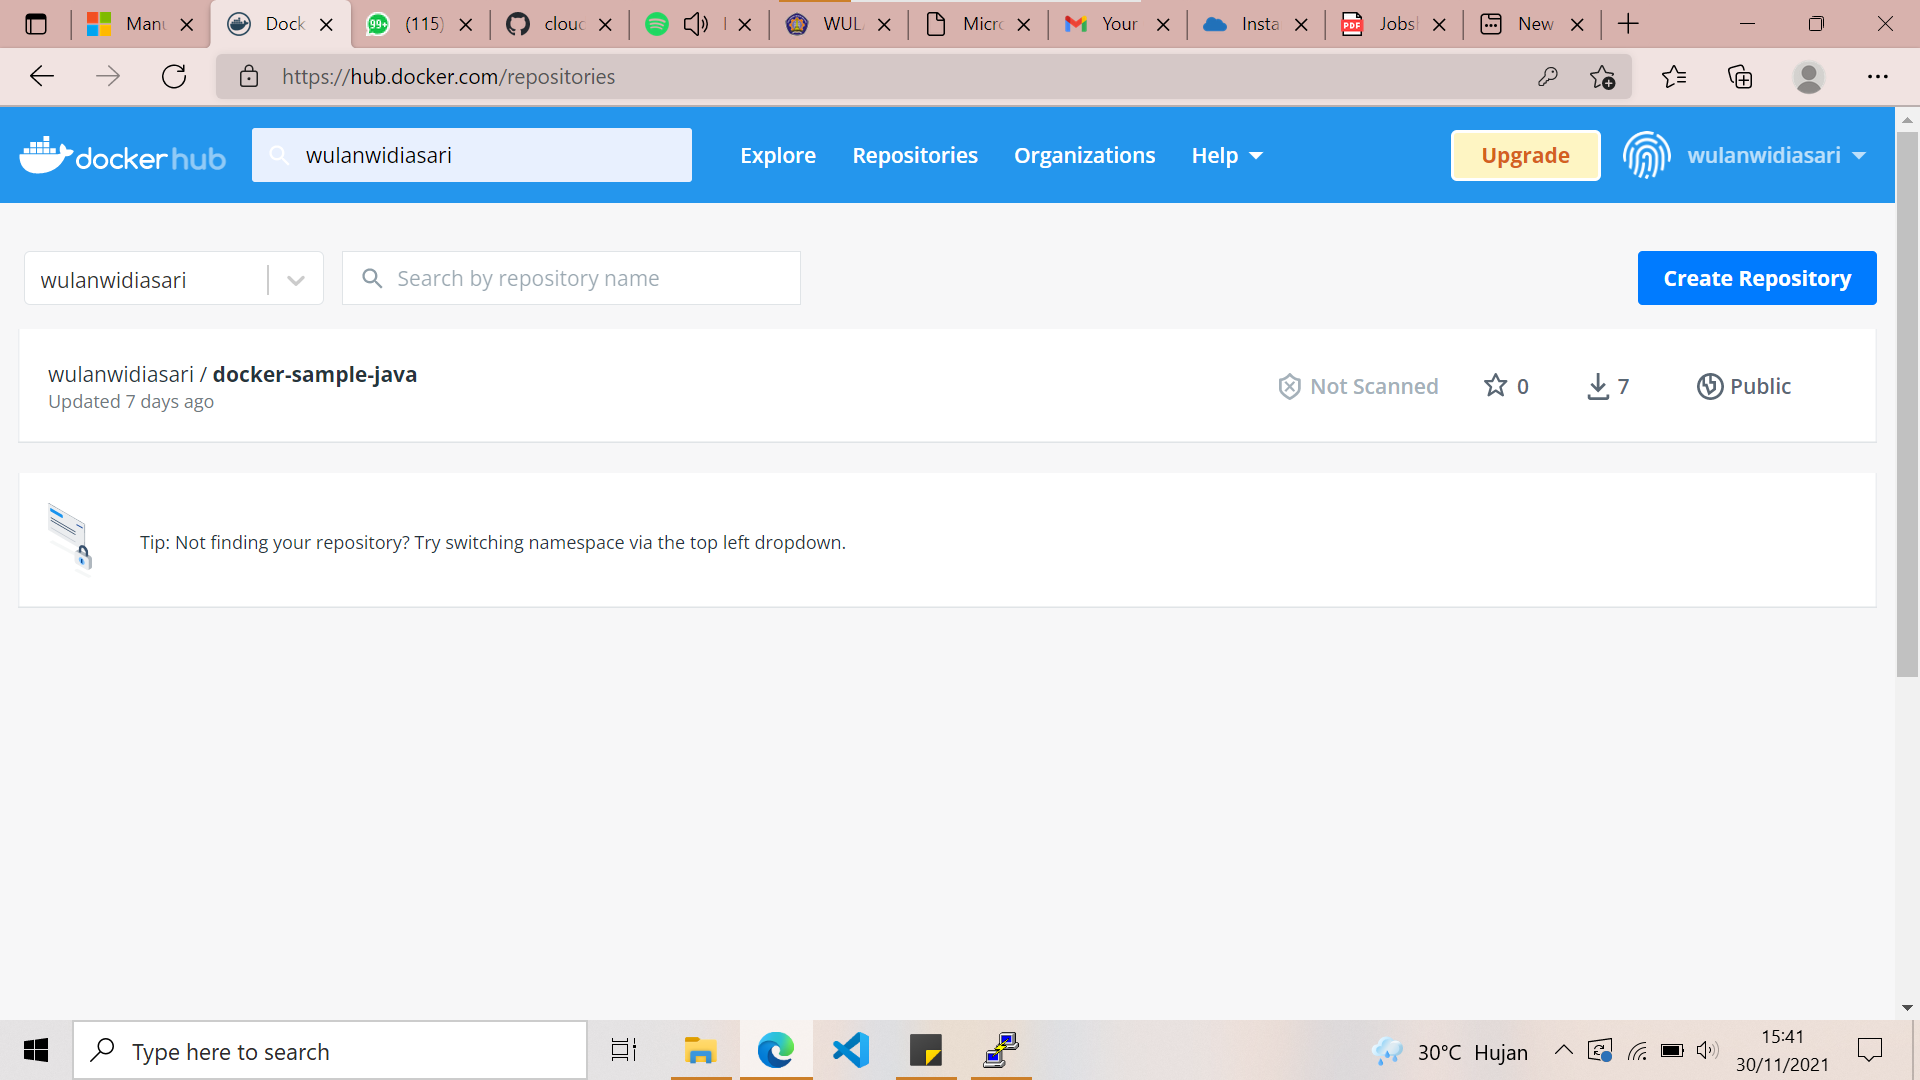 Manu
Dock
99+
(115)
clouc
WUL
Micro
Your
Insta
PDF
Jobsl
New
https://hub.docker.com/repositories
docker hub
wulanwidiasari
Explore
Repositories
Organizations
Help
Upgrade
wulanwidiasari
wulanwidiasari
Search by repository name
Create Repository
wulanwidiasari / docker-sample-java
Updated 7 days ago
Not Scanned
0
7
Public
Tip: Not finding your repository? Try switching namespace via the top left dropdown.
Type here to search
30°C Hujan
15:41
30/11/2021